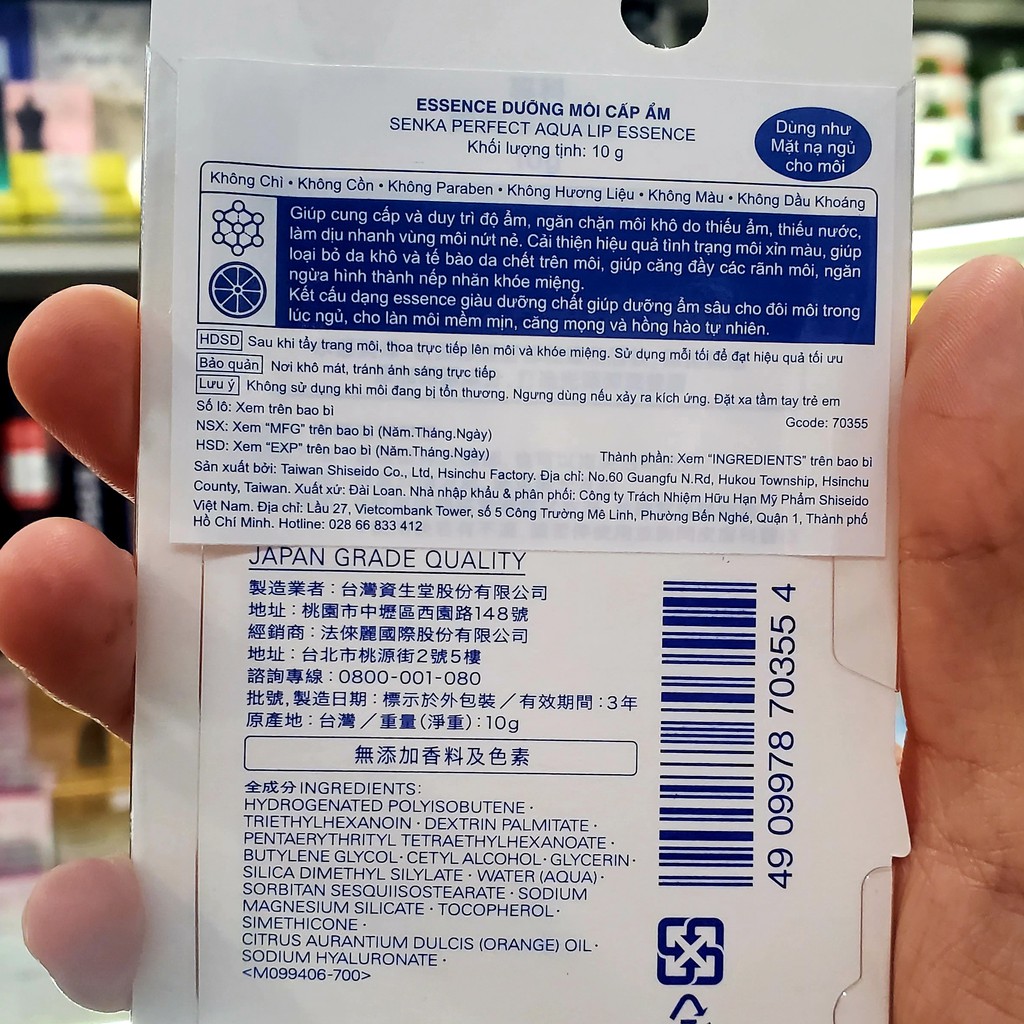 ESSENCE DƯỠNG MÔI CẤP ẨM
SENKA PERFECT AQUA LIP ESSENCE
Khối lượng tịnh: 10 g
Dùng như
Mặt nạ ngủ
cho môi
Không Chì • Không Cồn • Không Paraben • Không Hương Liệu • Không Màu • Không Dầu Khoáng
Giúp cung cấp và duy trì độ ẩm, ngăn chặn môi khô do thiếu ẩm, thiếu nước,
làm dịu nhanh vùng môi nứt nẻ. Cải thiện hiệu quả tình trạng môi xỉn màu, giúp
loại bỏ da khô và tế bào da chết trên môi, giúp căng đầy các rãnh môi, ngăn
ngừa hình thành nếp nhăn khóe miệng.
Kết cấu dạng essence giàu dưỡng chất giúp dưỡng ẩm sâu cho đôi môi trong
lúc ngủ, cho làn môi mềm mịn, căng mọng và hồng hào tự nhiên.
HDSD Sau khi tẩy trang môi, thoa trực tiếp lên môi và khóe miệng. Sử dụng mỗi tối để đạt hiệu quả tối ưu
Bảo quản Nơi khô mát, tránh ánh sáng trực tiếp
Lưu ý Không sử dụng khi môi đang bị tổn thương. Ngưng dùng nếu xảy ra kích ứng. Đặt xa tầm tay trẻ em
Số lô: Xem trên bao bì
Gcode: 70355
NSX: Xem "MFG" trên bao bì (Năm.Tháng.Ngày)
HSD: Xem "EXP" trên bao bì (Năm.Tháng.Ngày)
Thành phần: Xem "INGREDIENTS" trên bao bì
Sản xuất bởi: Taiwan Shiseido Co., Ltd, Hsinchu Factory. Địa chỉ: No.60 Guangfu N.Rd, Hukou Township, Hsinchu
County, Taiwan. Xuất xứ: Đài Loan. Nhà nhập khẩu & phân phối: Công ty Trách Nhiệm Hữu Hạn Mỹ Phẩm Shiseido
Việt Nam. Địa chỉ: Lầu 27, Vietcombank Tower, số 5 Công Trường Mê Linh, Phường Bến Nghé, Quận 1, Thành phố
Hồ Chí Minh. Hotline: 028 66 833 412
JAPAN GRADE QUALITY
製造業者：台灣資生堂股份有限公司
地址：桃園市中壢區西園路148號
經銷商：法倈麗國際股份有限公司
地址：台北市桃源街2號5樓
諮詢專線：0800-001-080
批號,製造日期：標示於外包裝／有效期間：3年
原產地：台灣／重量(淨重)：10g
無添加香料及色素
全成分INGREDIENTS:
HYDROGENATED POLYISOBUTENE·
TRIETHYLHEXANOIN·DEXTRIN PALMITATE·
PENTAERYTHRITYL TETRAETHYLHEXANOATE·
BUTYLENE GLYCOL·CETYL ALCOHOL·GLYCERIN·
SILICA DIMETHYL SILYLATE·WATER (AQUA)·
SORBITAN SESQUIISOSTEARATE·SODIUM
MAGNESIUM SILICATE·TOCOPHEROL·
SIMETHICONE·
CITRUS AURANTIUM DULCIS (ORANGE) OIL·
SODIUM HYALURONATE·
<M099406-700>
49 09978 70355 4